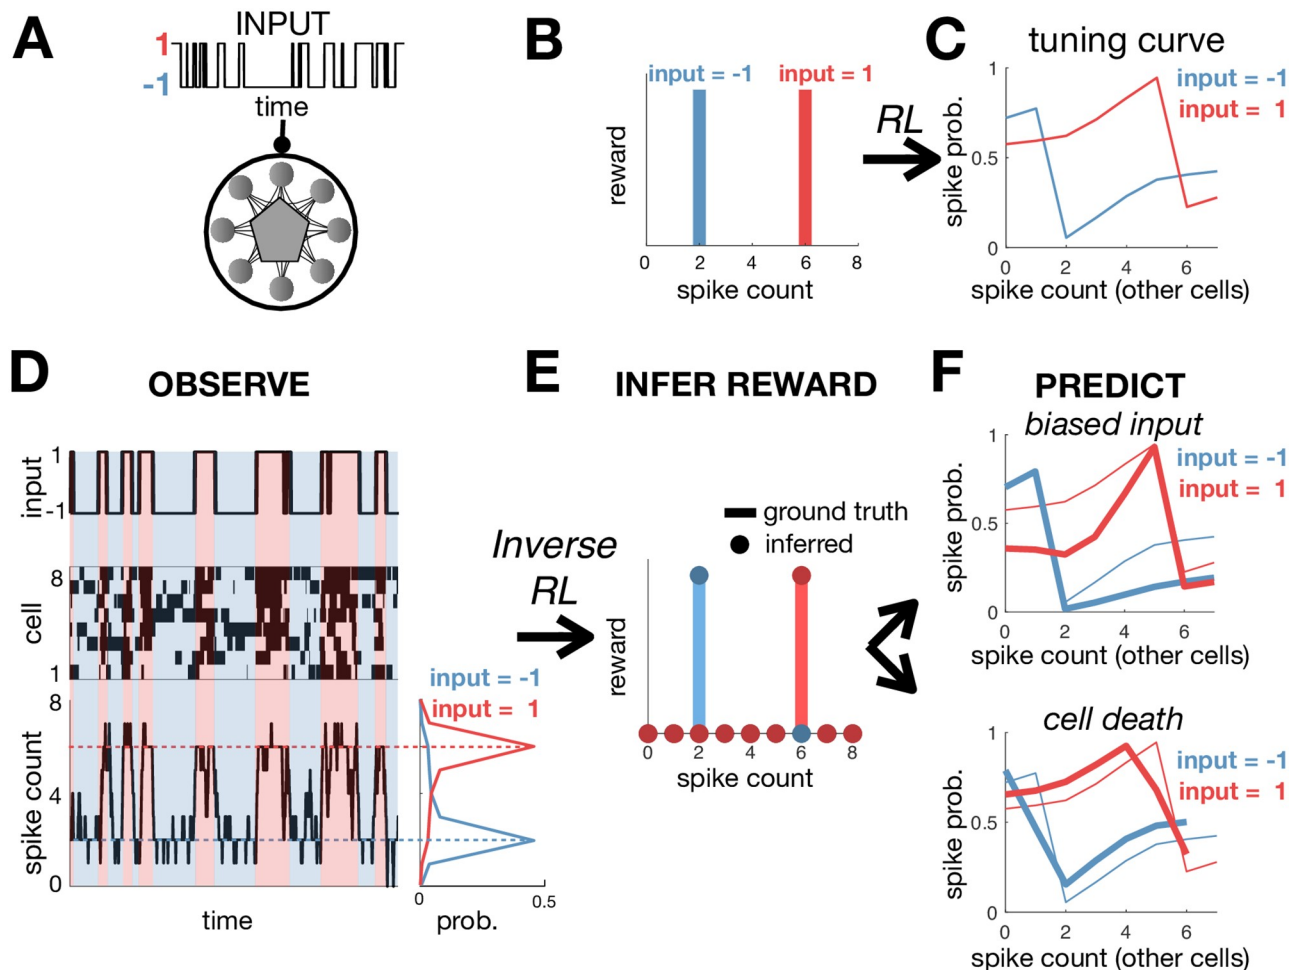 A
INPUT
1
-1
time
B
input = -1
input = 1
reward
0
2
4
6
8
spike count
RL
C
tuning curve
input = -1
input = 1
spike prob.
1
0.5
0
0
2
4
6
spike count (other cells)
D
OBSERVE
input
1
-1
cell
8
1
spike count
8
4
0
time
input = -1
input = 1
0
0.5
prob.
Inverse
RL
E
INFER REWARD
ground truth
inferred
reward
0
2
4
6
8
spike count
F
PREDICT
biased input
input = -1
input = 1
spike prob.
1
0.5
0
0
2
4
6
spike count (other cells)
cell death
input = -1
input = 1
spike prob.
1
0.5
0
0
2
4
6
spike count (other cells)